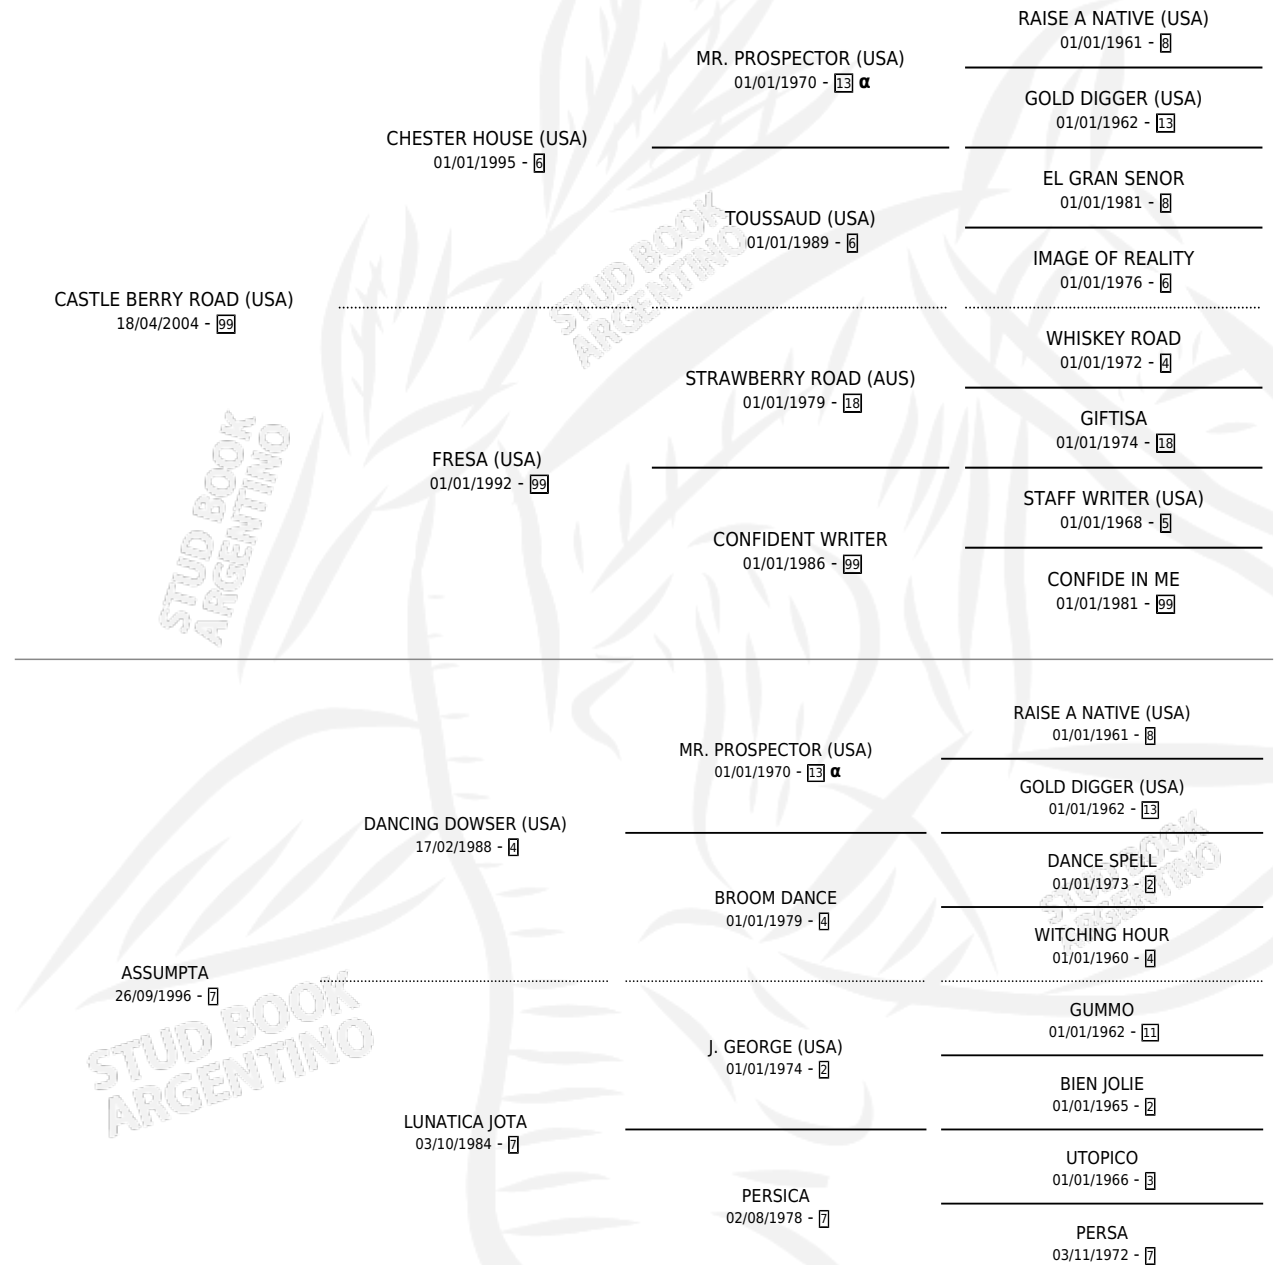 RAISE A NATIVE (USA)
01/01/1961 - 8
MR. PROSPECTOR (USA)
01/01/1970 - 13 α
GOLD DIGGER (USA)
01/01/1962 - 13
CHESTER HOUSE (USA)
01/01/1995 - 6
EL GRAN SENOR
01/01/1981 - 8
TOUSSAUD (USA)
01/01/1989 - 6
IMAGE OF REALITY
01/01/1976 - 6
CASTLE BERRY ROAD (USA)
18/04/2004 - 99
STUD BOOK
ARGENTINO
WHISKEY ROAD
01/01/1972 - 4
STRAWBERRY ROAD (AUS)
01/01/1979 - 18
GIFTISA
01/01/1974 - 18
FRESA (USA)
01/01/1992 - 99
STAFF WRITER (USA)
01/01/1968 - 5
CONFIDENT WRITER
01/01/1986 - 99
CONFIDE IN ME
01/01/1981 - 99
STUD BOOK
ARGENTINO
RAISE A NATIVE (USA)
01/01/1961 - 8
MR. PROSPECTOR (USA)
01/01/1970 - 13 α
GOLD DIGGER (USA)
01/01/1962 - 13
DANCING DOWSER (USA)
17/02/1988 - 4
DANCE SPELL
01/01/1973 - 2
BROOM DANCE
01/01/1979 - 4
WITCHING HOUR
01/01/1960 - 4
STUD BOOK
ARGENTINO
ASSUMPTA
26/09/1996 - 7
STUD BOOK
ARGENTINO
GUMMO
01/01/1962 - 11
J. GEORGE (USA)
01/01/1974 - 2
BIEN JOLIE
01/01/1965 - 2
LUNATICA JOTA
03/10/1984 - 7
UTOPICO
01/01/1966 - 3
PERSICA
02/08/1978 - 7
PERSA
03/11/1972 - 7